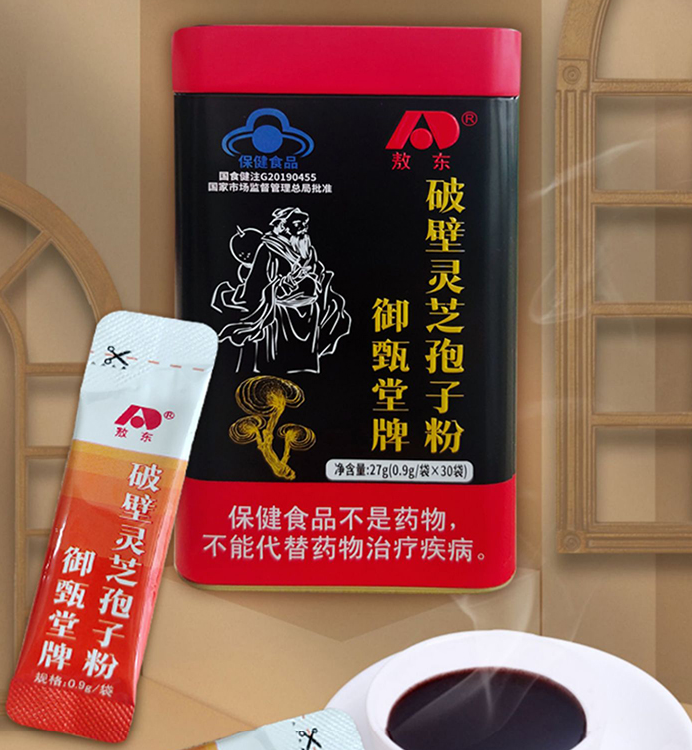 保健食品
国食健注G20190455
国家市场监督管理总局批准
®
敖东
破壁灵芝孢子粉
御甄堂牌
净含量:27g(0.9g/袋×30袋)
保健食品不是药物,
不能代替药物治疗疾病。
®
敖东
破壁灵芝孢子粉
御甄堂牌
规格:0.9g/袋